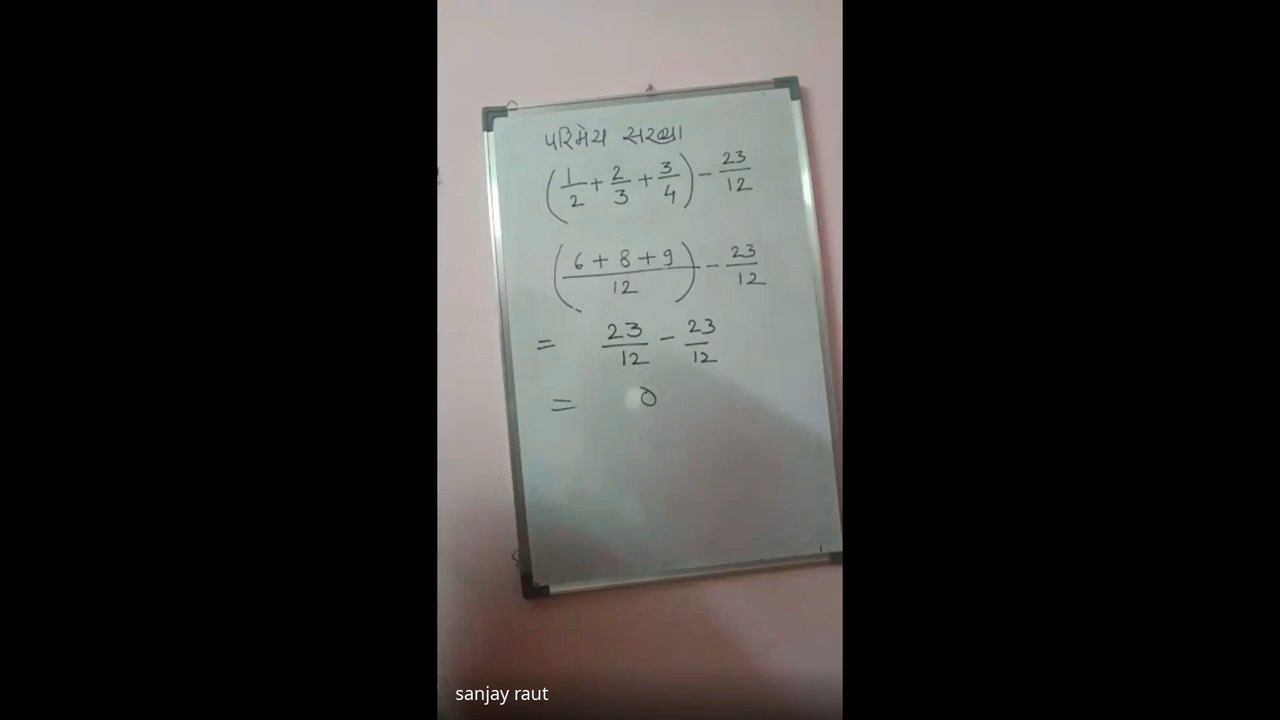 પરિમેય સંખ્યા
(1/2 + 2/3 + 3/4) - 23/12
(6 + 8 + 9 / 12) - 23/12
= 23/12 - 23/12
= 0
sanjay raut